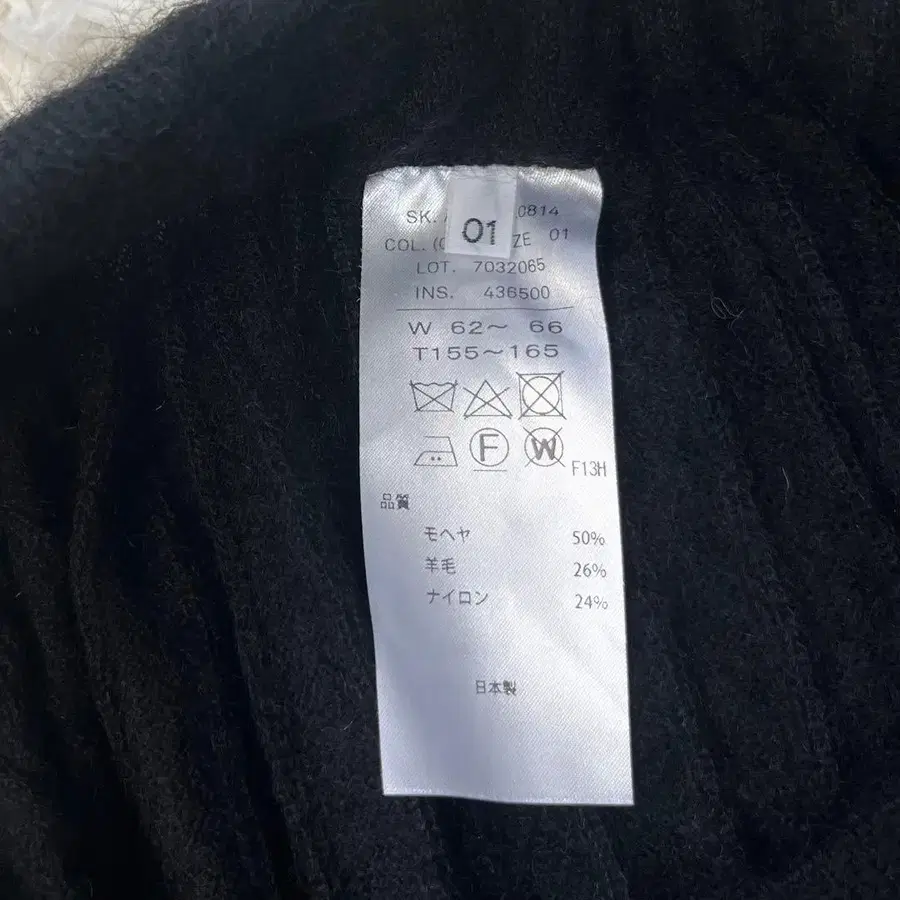 SK. 0814
01
COL. ZE 01
LOT. 7032065
INS. 436500
W 62～ 66
T155～165
F W F13H
品質
モヘヤ 50%
羊毛 26%
ナイロン 24%
日本製